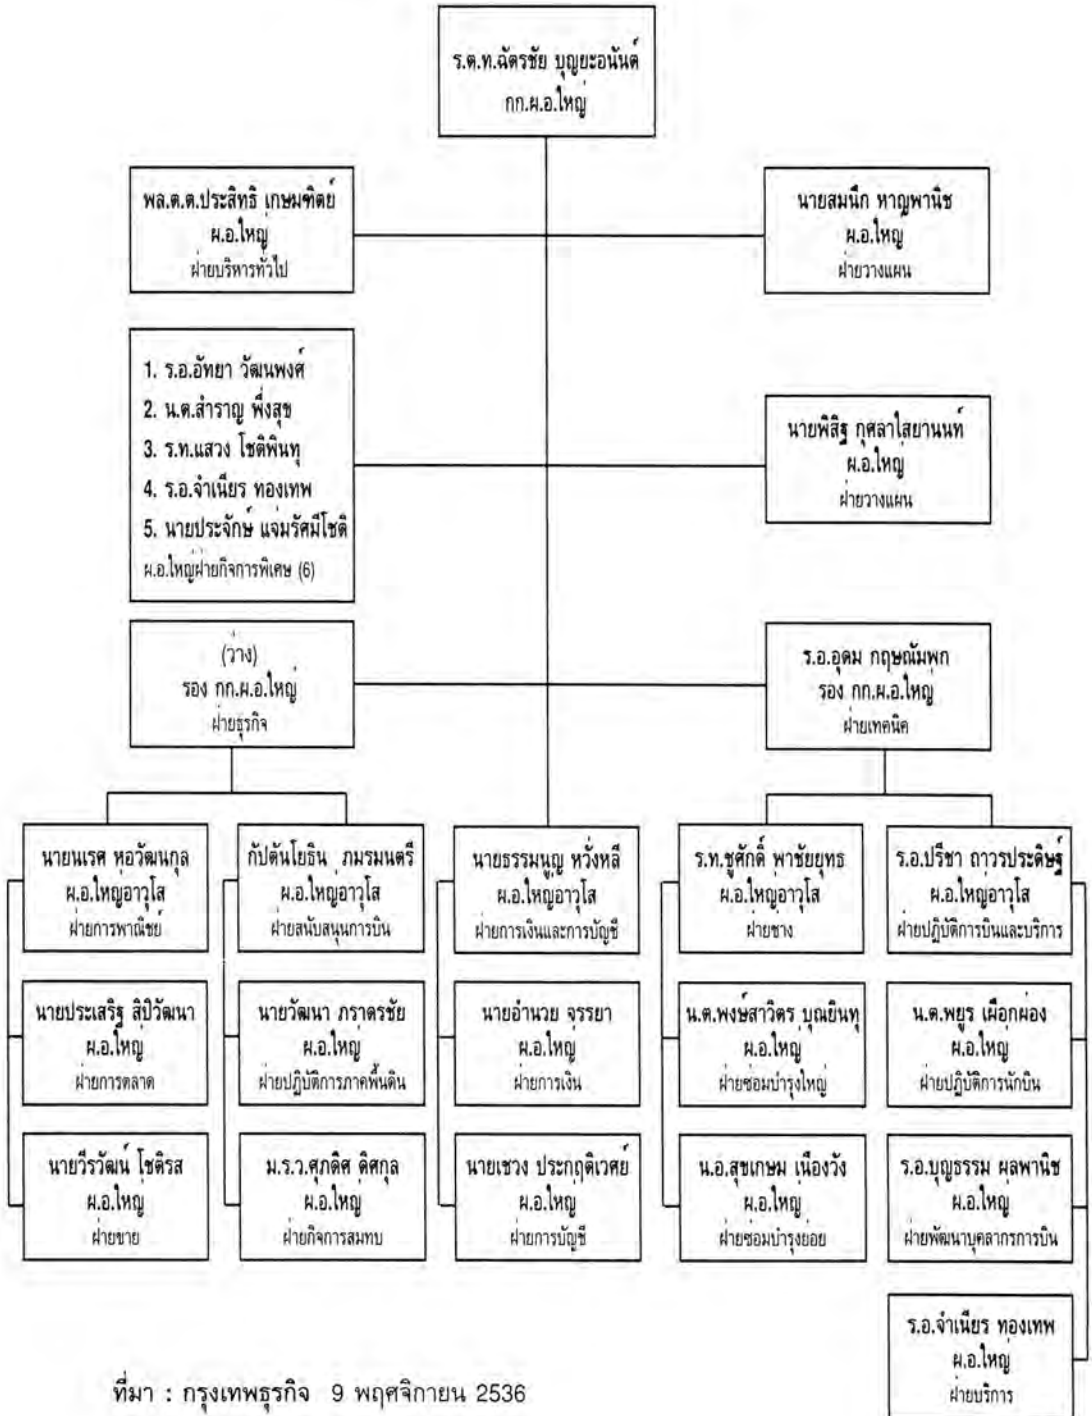 ร.ต.ท.ฉัตรชัย บุญยะอนันต์
กก.ผ.อ.ใหญ่
พล.ต.ต.ประสิทธิ เกษมฑิตย์
ผ.อ.ใหญ่
ฝ่ายบริหารทั่วไป
นายสมนึก หาญพานิช
ผ.อ.ใหญ่
ฝ่ายวางแผน
1. ร.อ.อัทยา วัฒนพงศ์
2. น.ต.สำราญ พึ่งสุข
3. ร.ท.แสวง โชติพินทุ
4. ร.อ.จำเนียร ทองเทพ
5. นายประจักษ์ แจ่มรัศมีโชติ
ผ.อ.ใหญ่ฝ่ายกิจการพิเศษ (6)
นายพิสิฐ กุศลาไสยานนท์
ผ.อ.ใหญ่
ฝ่ายวางแผน
(ว่าง)
รอง กก.ผ.อ.ใหญ่
ฝ่ายธุรกิจ
ร.อ.อุดม กฤษณัมพก
รอง กก.ผ.อ.ใหญ่
ฝ่ายเทคนิค
นายนเรศ หอวัฒนกุล
ผ.อ.ใหญ่อาวุโส
ฝ่ายการพาณิชย์
กัปตันโยธิน ภมรมนตรี
ผ.อ.ใหญ่อาวุโส
ฝ่ายสนับสนุนการบิน
นายธรรมนูญ หวั่งหลี
ผ.อ.ใหญ่อาวุโส
ฝ่ายการเงินและการบัญชี
ร.ท.ชูศักดิ์ พาชัยยุทธ
ผ.อ.ใหญ่อาวุโส
ฝ่ายช่าง
ร.อ.ปรีชา ถาวรประดิษฐ์
ผ.อ.ใหญ่อาวุโส
ฝ่ายปฏิบัติการบินและบริการ
นายประเสริฐ สิปิวัฒนา
ผ.อ.ใหญ่
ฝ่ายการตลาด
นายวัฒนา ภราดรชัย
ผ.อ.ใหญ่
ฝ่ายปฏิบัติการภาคพื้นดิน
นายอำนวย จรรยา
ผ.อ.ใหญ่
ฝ่ายการเงิน
น.ต.พงษ์สาวิตร บุณยินทุ
ผ.อ.ใหญ่
ฝ่ายซ่อมบำรุงใหญ่
น.ต.พยูร เผือกผ่อง
ผ.อ.ใหญ่
ฝ่ายปฏิบัติการนักบิน
นายวีรวัฒน์ โชติรส
ผ.อ.ใหญ่
ฝ่ายขาย
ม.ร.ว.ศุภดิศ ดิศกุล
ผ.อ.ใหญ่
ฝ่ายกิจการสมทบ
นายเชวง ประกฤติเวศย์
ผ.อ.ใหญ่
ฝ่ายการบัญชี
น.อ.สุขเกษม เนืองวัง
ผ.อ.ใหญ่
ฝ่ายซ่อมบำรุงย่อย
ร.อ.บุญธรรม ผลพานิช
ผ.อ.ใหญ่
ฝ่ายพัฒนาบุคลากรการบิน
ร.อ.จำเนียร ทองเทพ
ผ.อ.ใหญ่
ฝ่ายบริการ
ที่มา : กรุงเทพธุรกิจ 9 พฤศจิกายน 2536